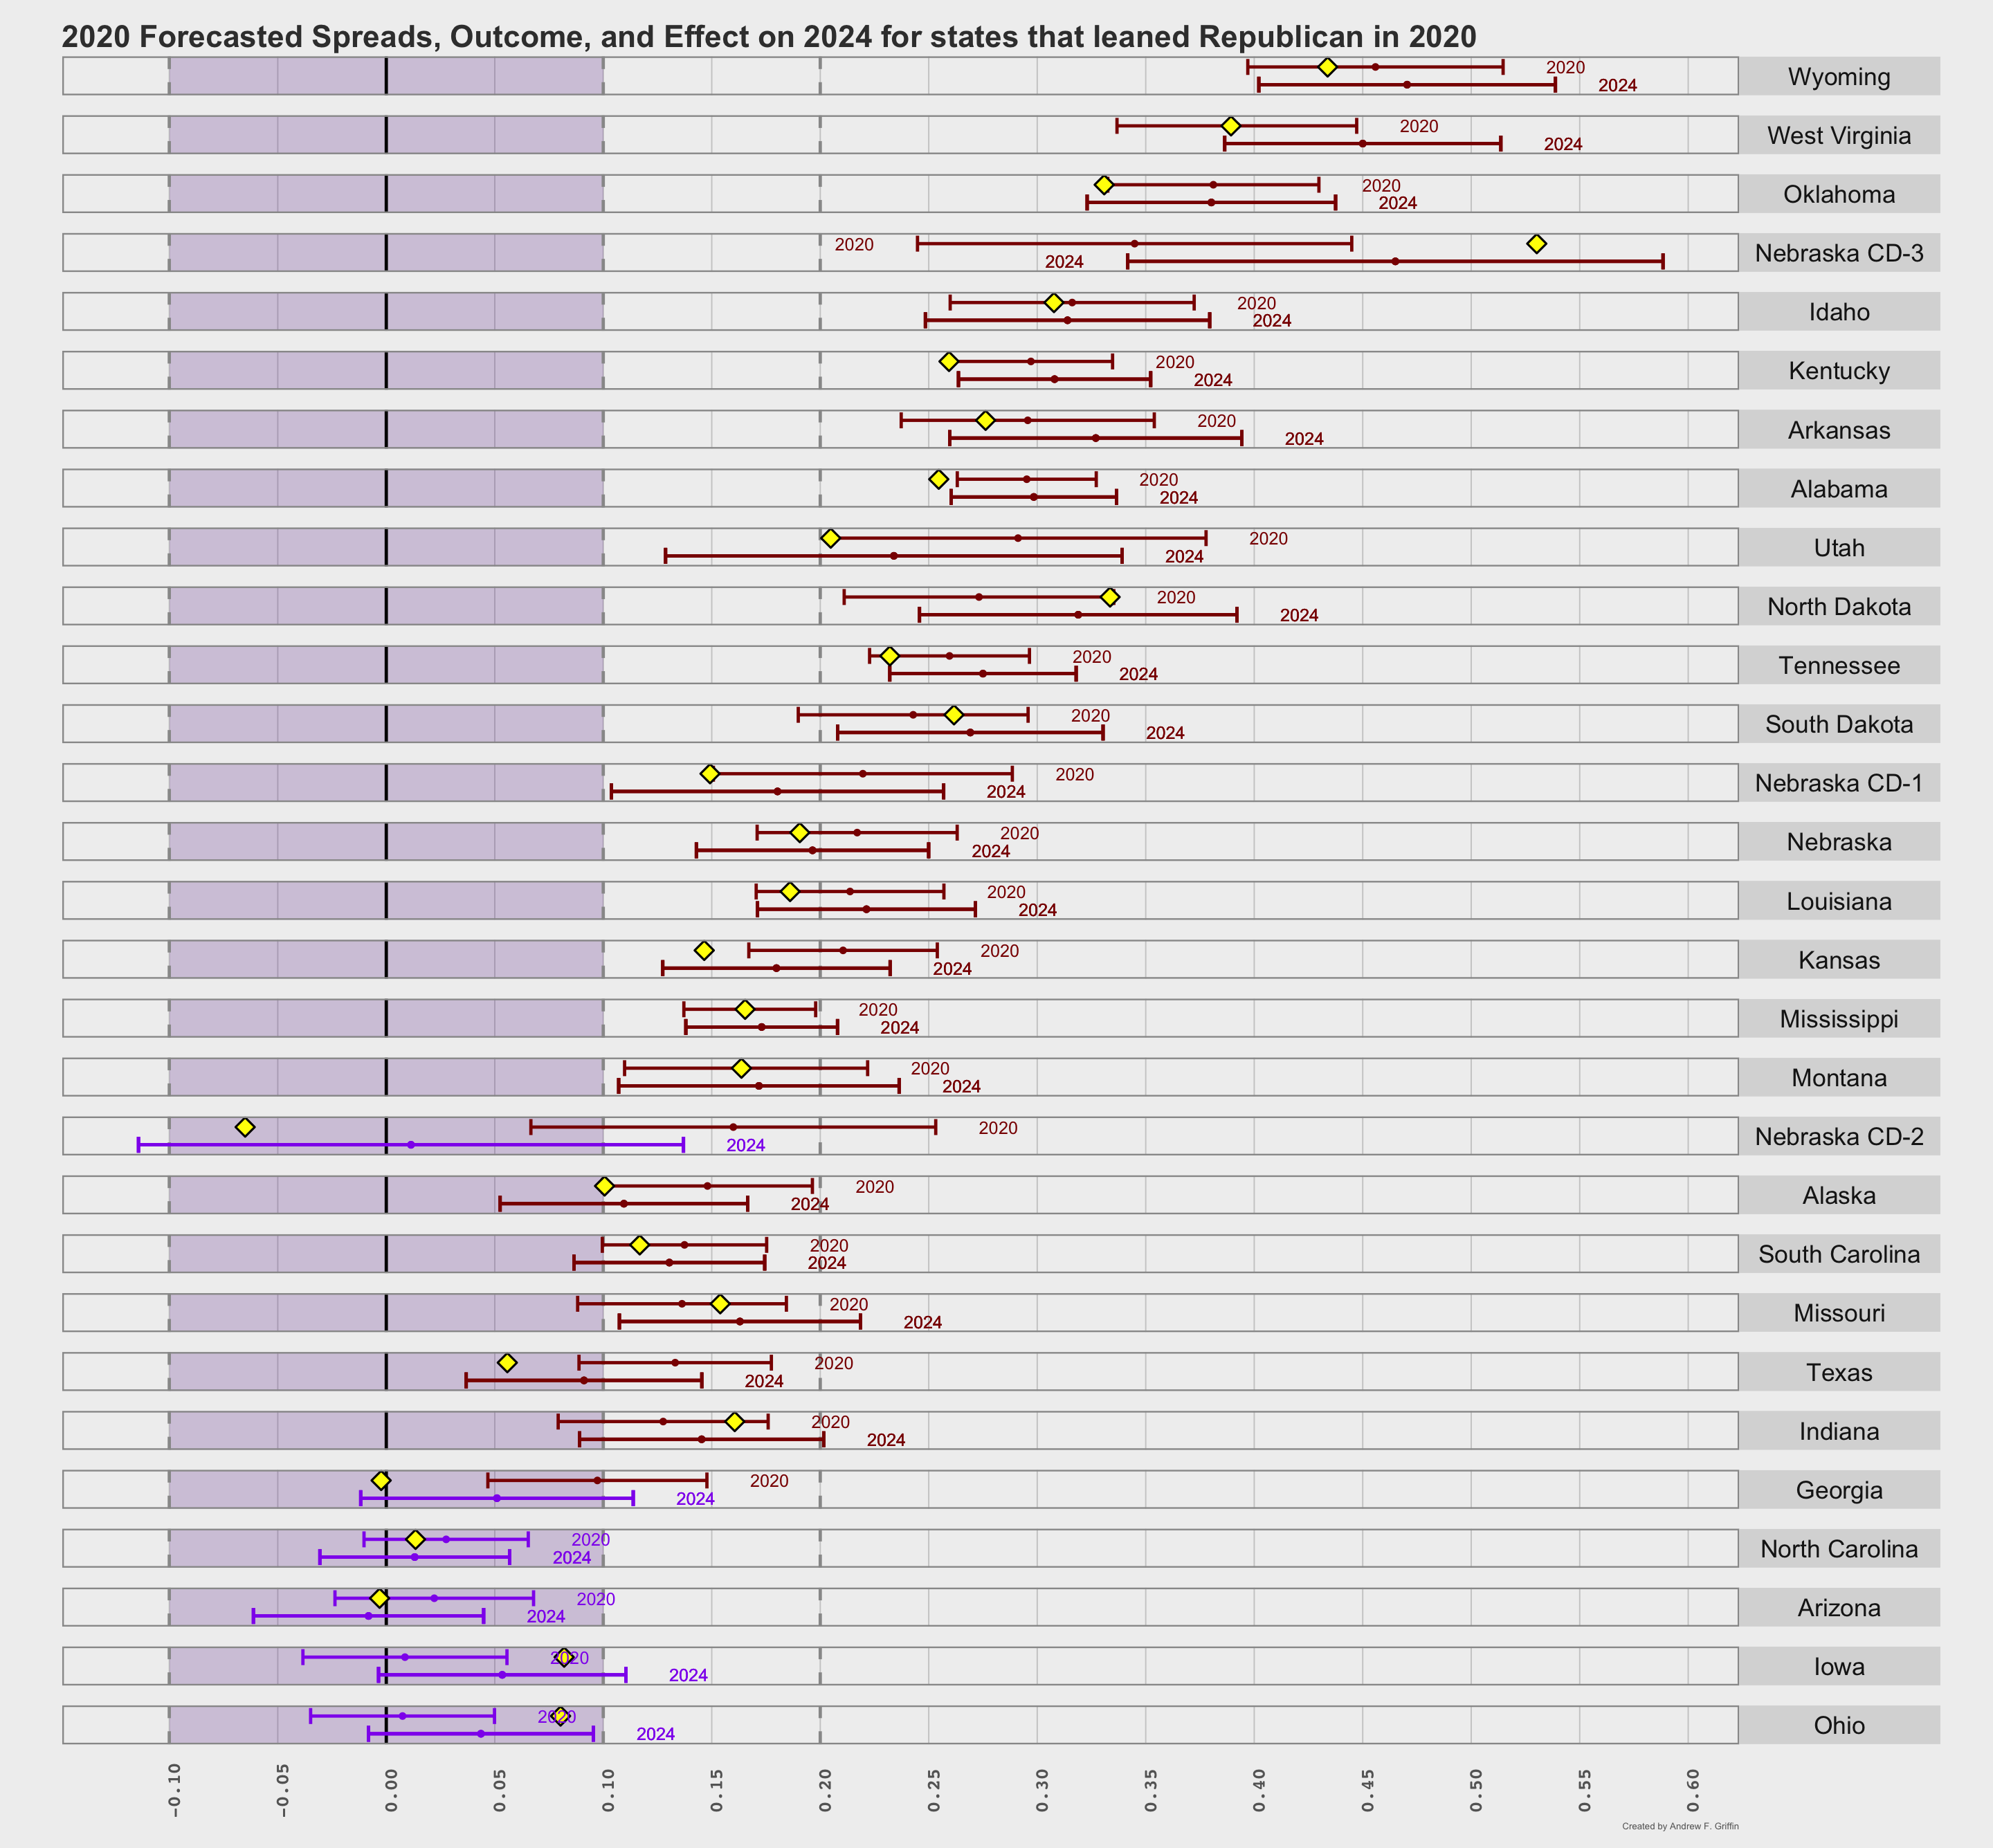 2020 Forecasted Spreads, Outcome, and Effect on 2024 for states that leaned Republican in 2020
2020
2024
Wyoming
2020
2024
West Virginia
2020
2024
Oklahoma
2020
2024
Nebraska CD-3
2020
2024
Idaho
2020
2024
Kentucky
2020
2024
Arkansas
2020
2024
Alabama
2020
2024
Utah
2020
2024
North Dakota
2020
2024
Tennessee
2020
2024
South Dakota
2020
2024
Nebraska CD-1
2020
2024
Nebraska
2020
2024
Louisiana
2020
2024
Kansas
2020
2024
Mississippi
2020
2024
Montana
2020
2024
Nebraska CD-2
2020
2024
Alaska
2020
2024
South Carolina
2020
2024
Missouri
2020
2024
Texas
2020
2024
Indiana
2020
2024
Georgia
2020
2024
North Carolina
2020
2024
Arizona
2020
2024
Iowa
2020
2024
Ohio
-0.10
-0.05
0.00
0.05
0.10
0.15
0.20
0.25
0.30
0.35
0.40
0.45
0.50
0.55
0.60
Created by Andrew F. Griffin